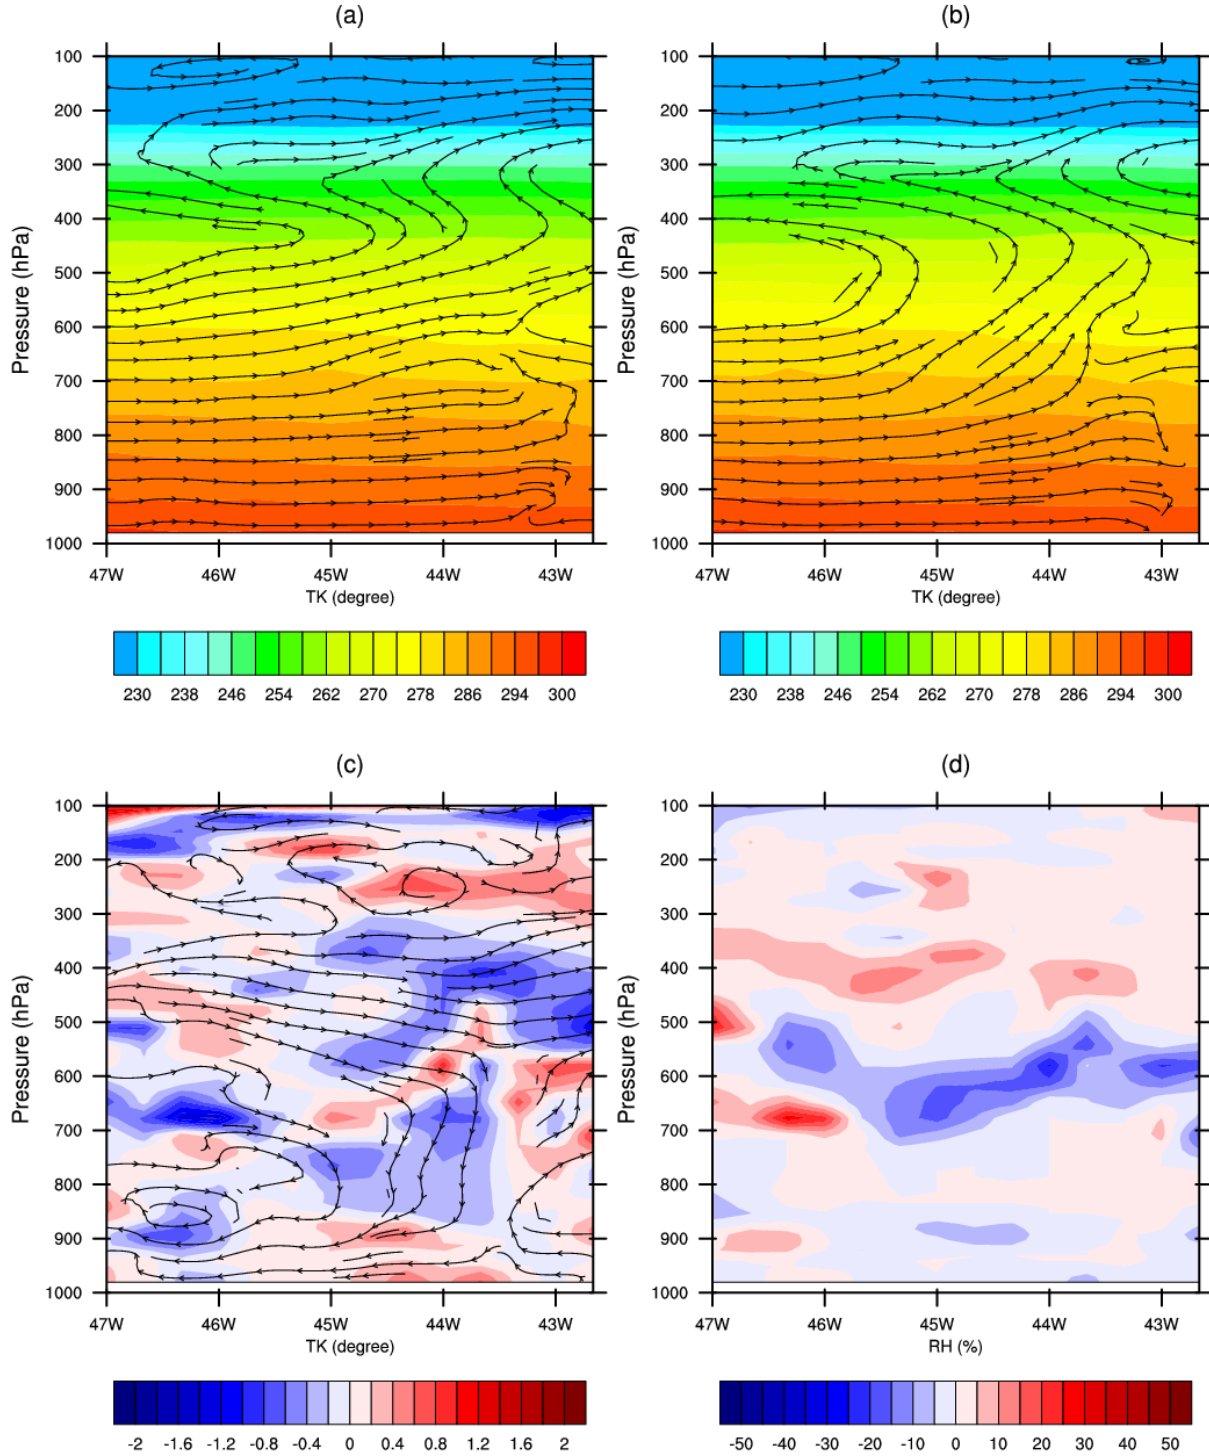 (a)
(b)
100
200
300
400
500
600
700
800
900
1000
Pressure (hPa)
47W 46W 45W 44W 43W
TK (degree)
100
200
300
400
500
600
700
800
900
1000
Pressure (hPa)
47W 46W 45W 44W 43W
TK (degree)
230 238 246 254 262 270 278 286 294 300
230 238 246 254 262 270 278 286 294 300
(c)
(d)
100
200
300
400
500
600
700
800
900
1000
Pressure (hPa)
47W 46W 45W 44W 43W
TK (degree)
100
200
300
400
500
600
700
800
900
1000
Pressure (hPa)
47W 46W 45W 44W 43W
RH (%)
-2 -1.6 -1.2 -0.8 -0.4 0 0.4 0.8 1.2 1.6 2
-50 -40 -30 -20 -10 0 10 20 30 40 50